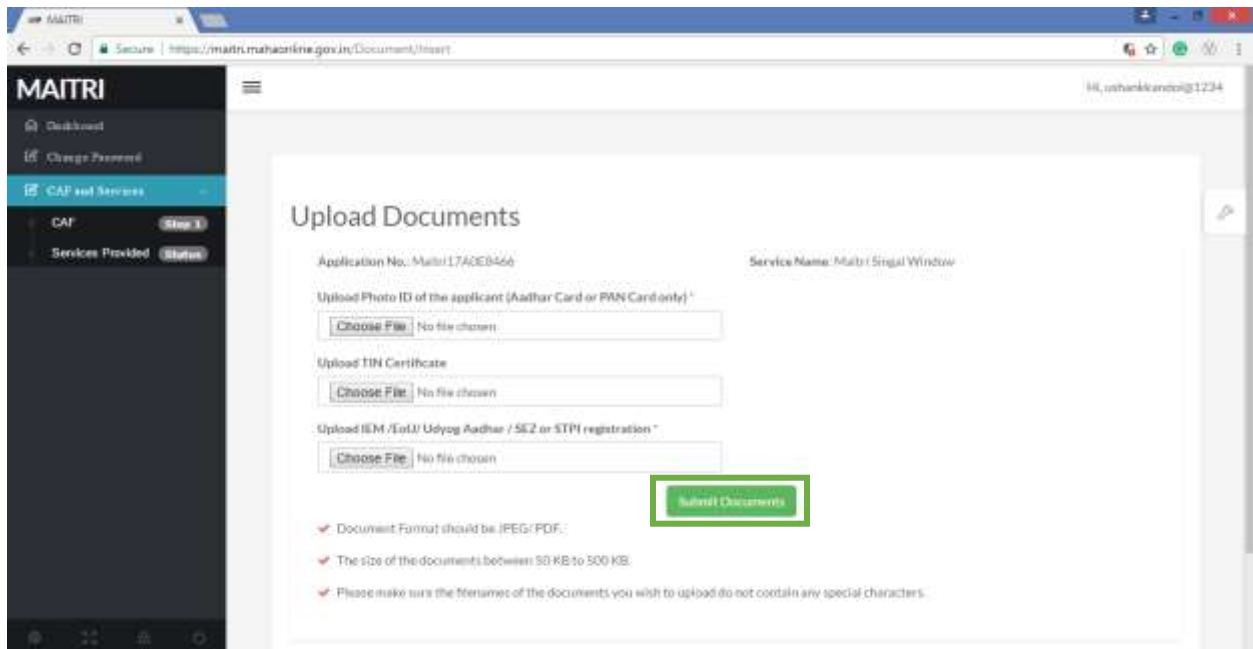 MAITRI
Secure | https://maitri.mahaonline.gov.in/Document/Insert
MAITRI
Hi,
Dashboard
Change Password
CAF and Services
CAF Step 1
Services Provided Status
Upload Documents
Application No.: Service Name: Maitri Singal Window
Upload Photo ID of the applicant (Aadhar Card or PAN Card only) *
Choose File No file chosen
Upload TIN Certificate
Choose File No file chosen
Upload IEM /EoU/ Udyog Aadhar / SEZ or STPI registration *
Choose File No file chosen
Submit Documents
Document Format should be JPEG/ PDF.
The size of the documents between 50 KB to 500 KB.
Please make sure the filenames of the documents you wish to upload do not contain any special characters.